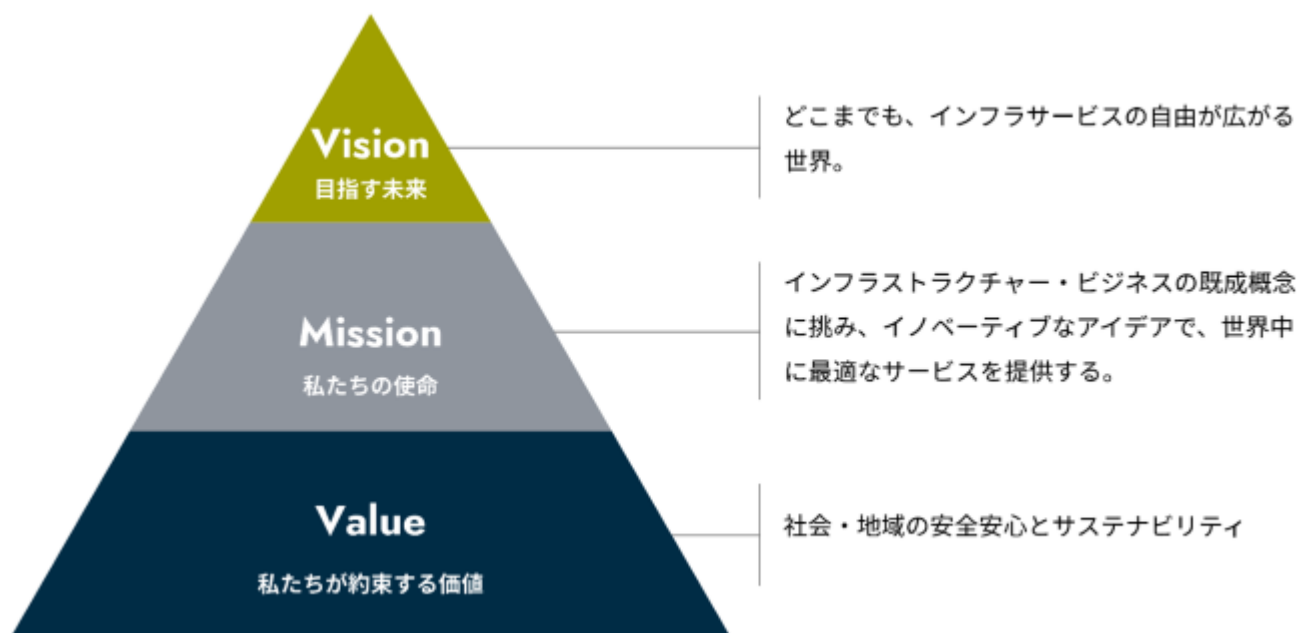 Vision
目指す未来
どこまでも、インフラサービスの自由が広がる
世界。
Mission
私たちの使命
インフラストラクチャー・ビジネスの既成概念
に挑み、イノベーティブなアイデアで、世界中
に最適なサービスを提供する。
Value
私たちが約束する価値
社会・地域の安全安心とサステナビリティ